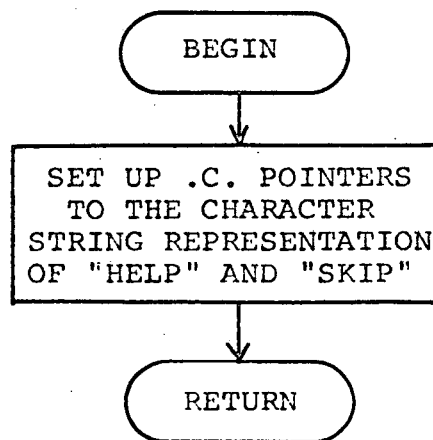 BEGIN
SET UP .C. POINTERS
TO THE CHARACTER
STRING REPRESENTATION
OF "HELP" AND "SKIP"
RETURN